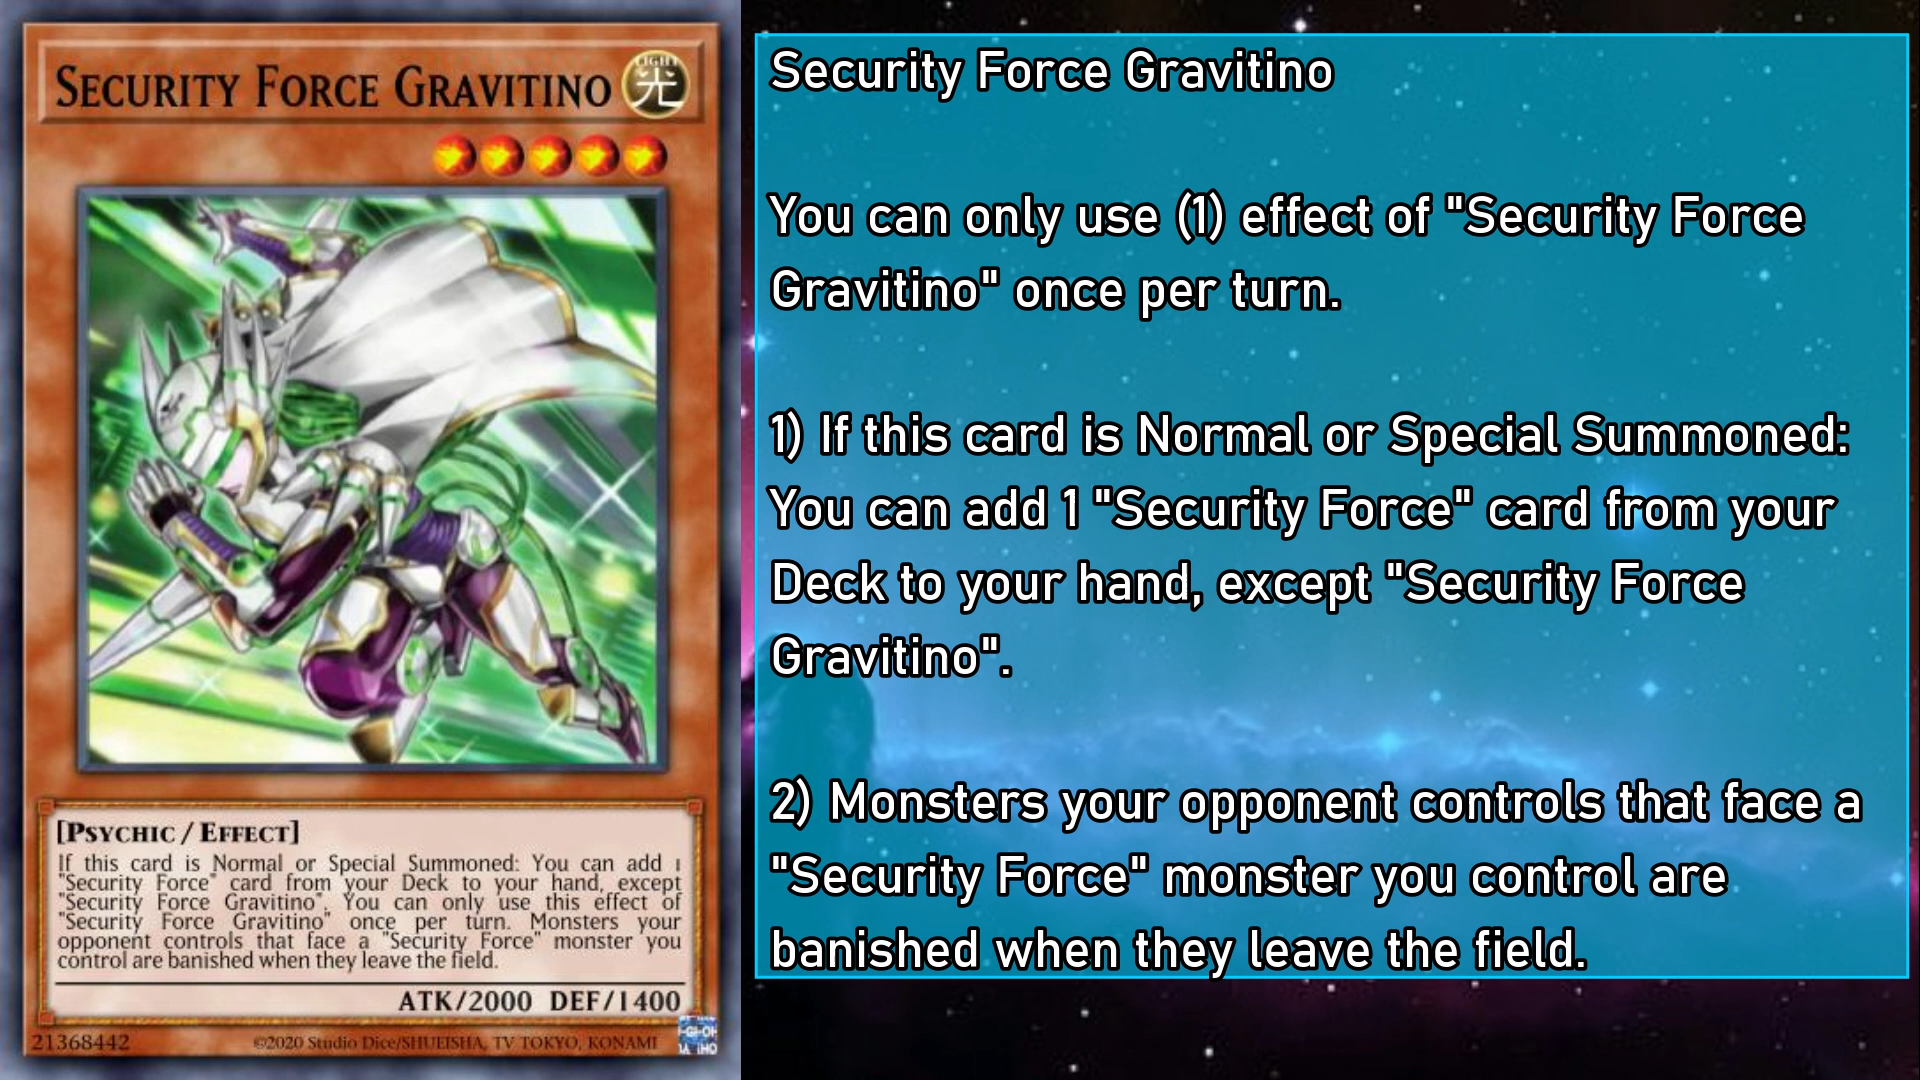 SECURITY FORCE GRAVITINO
LIGHT
光
[PSYCHIC / EFFECT]
If this card is Normal or Special Summoned: You can add 1
"Security Force" card from your Deck to your hand, except
"Security Force Gravitino". You can only use this effect of
"Security Force Gravitino" once per turn. Monsters your
opponent controls that face a "Security Force" monster you
control are banished when they leave the field.
ATK/2000 DEF/1400
21368442
©2020 Studio Dice/SHUEISHA, TV TOKYO, KONAMI
Security Force Gravitino
You can only use (1) effect of "Security Force
Gravitino" once per turn.
1) If this card is Normal or Special Summoned:
You can add 1 "Security Force" card from your
Deck to your hand, except "Security Force
Gravitino".
2) Monsters your opponent controls that face a
"Security Force" monster you control are
banished when they leave the field.